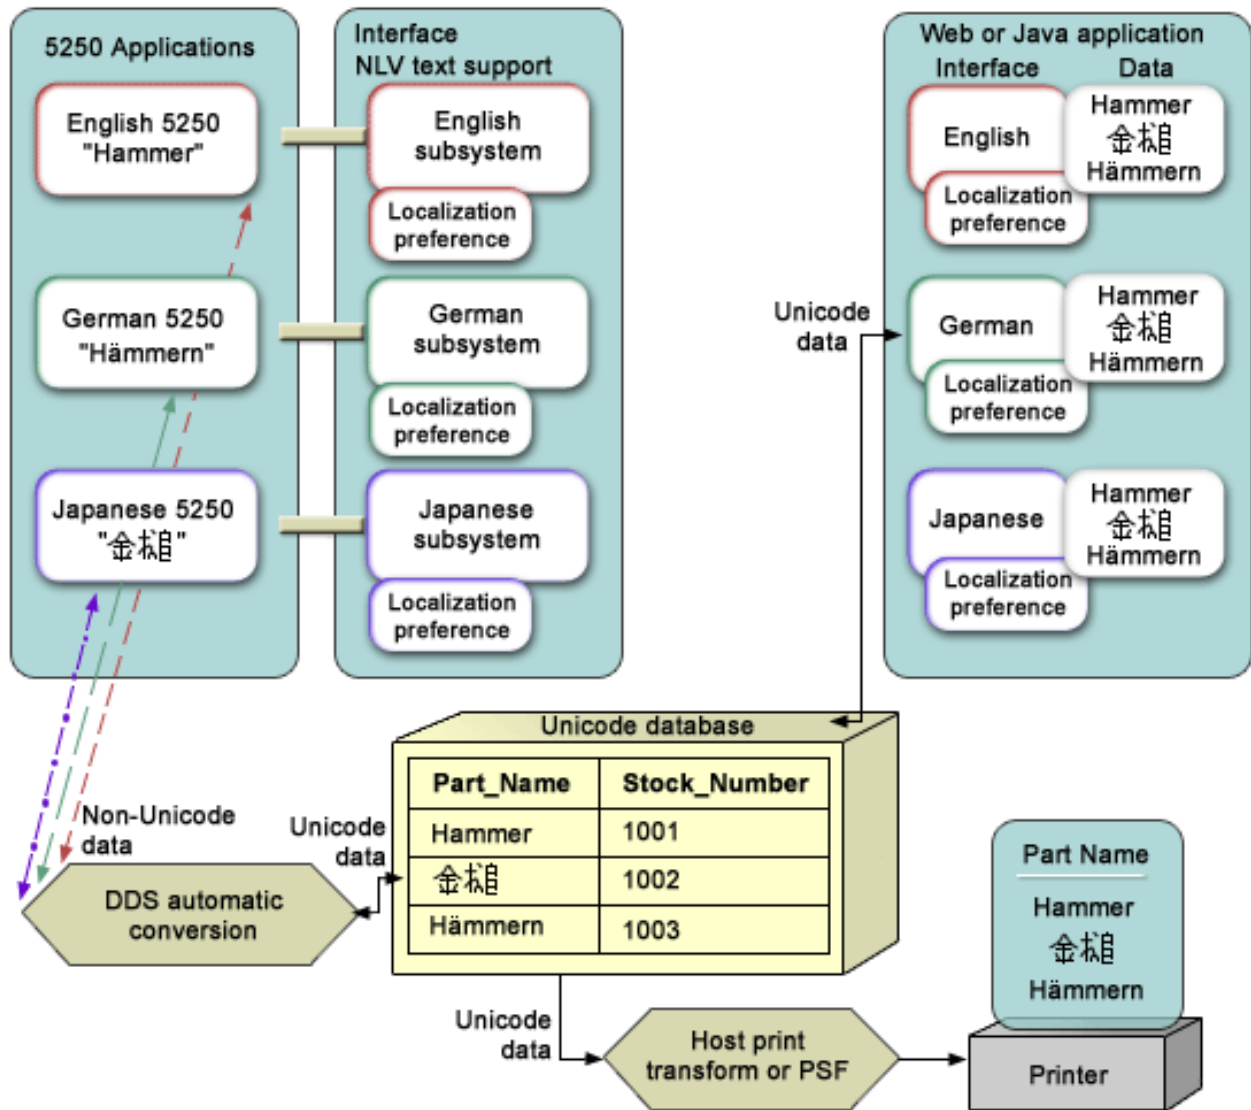 5250 Applications
English 5250
"Hammer"
German 5250
"Hämmern"
Japanese 5250
"金槌"
Interface
NLV text support
English
subsystem
Localization
preference
German
subsystem
Localization
preference
Japanese
subsystem
Localization
preference
Web or Java application
Interface Data
English
Localization
preference
Hammer
金槌
Hämmern
Unicode
data
German
Localization
preference
Hammer
金槌
Hämmern
Japanese
Localization
preference
Hammer
金槌
Hämmern
Non-Unicode
data
DDS automatic
conversion
Unicode
data
Unicode database
Part_Name Stock_Number
Hammer 1001
金槌 1002
Hämmern 1003
Unicode
data
Host print
transform or PSF
Part Name
Hammer
金槌
Hämmern
Printer